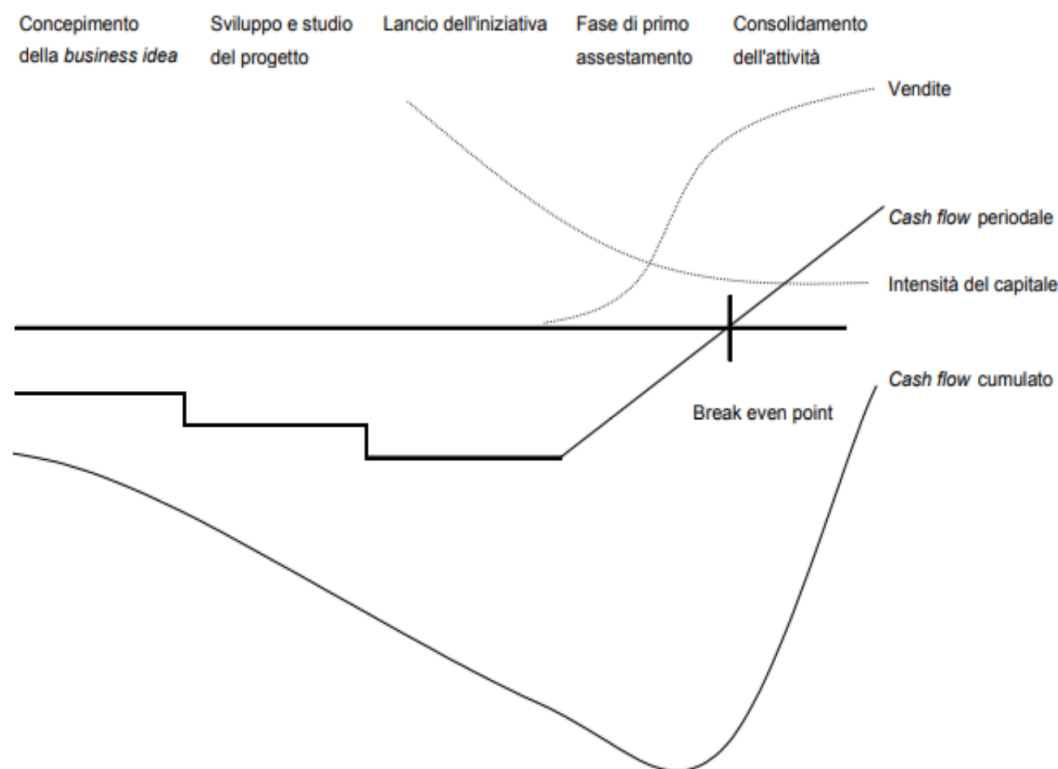 Concepimento
della business idea
Sviluppo e studio
del progetto
Lancio dell'iniziativa
Fase di primo
assestamento
Consolidamento
dell'attività
Vendite
Cash flow periodale
Intensità del capitale
Cash flow cumulato
Break even point